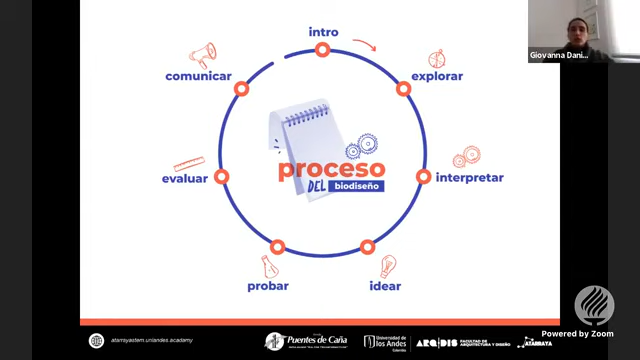 intro
Giovanna Dani...
comunicar
explorar
proceso
DEL biodiseño
evaluar
interpretar
probar
idear
Powered by Zoom
atarrayastem.uniandes.academy
Puentes de Caña
Universidad de los Andes
Colombia
ARQDIS
FACULTAD DE ARQUITECTURA Y DISEÑO
ATARRAYA